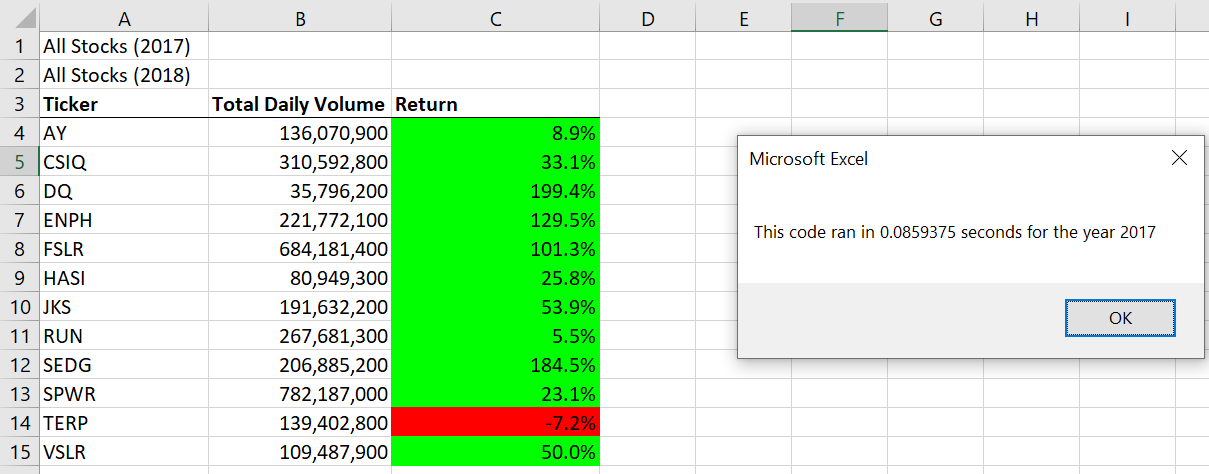 A B C D E F G H I
1 All Stocks (2017)
2 All Stocks (2018)
3 Ticker Total Daily Volume Return
4 AY 136,070,900 8.9%
5 CSIQ 310,592,800 33.1%
6 DQ 35,796,200 199.4%
7 ENPH 221,772,100 129.5%
8 FSLR 684,181,400 101.3%
9 HASI 80,949,300 25.8%
10 JKS 191,632,200 53.9%
11 RUN 267,681,300 5.5%
12 SEDG 206,885,200 184.5%
13 SPWR 782,187,000 23.1%
14 TERP 139,402,800 -7.2%
15 VSLR 109,487,900 50.0%
Microsoft Excel
This code ran in 0.0859375 seconds for the year 2017
OK